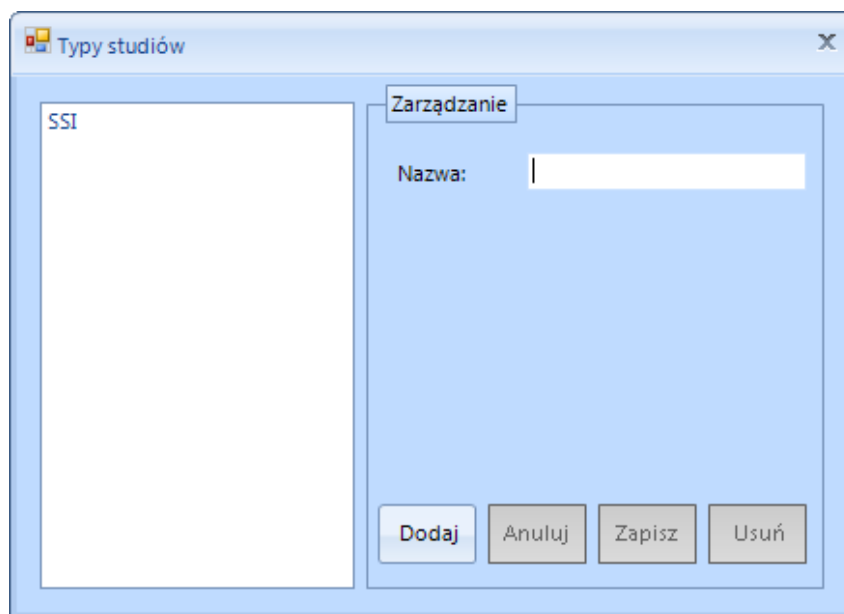 Typy studiów
SSI
Zarządzanie
Nazwa:
Dodaj Anuluj Zapisz Usuń